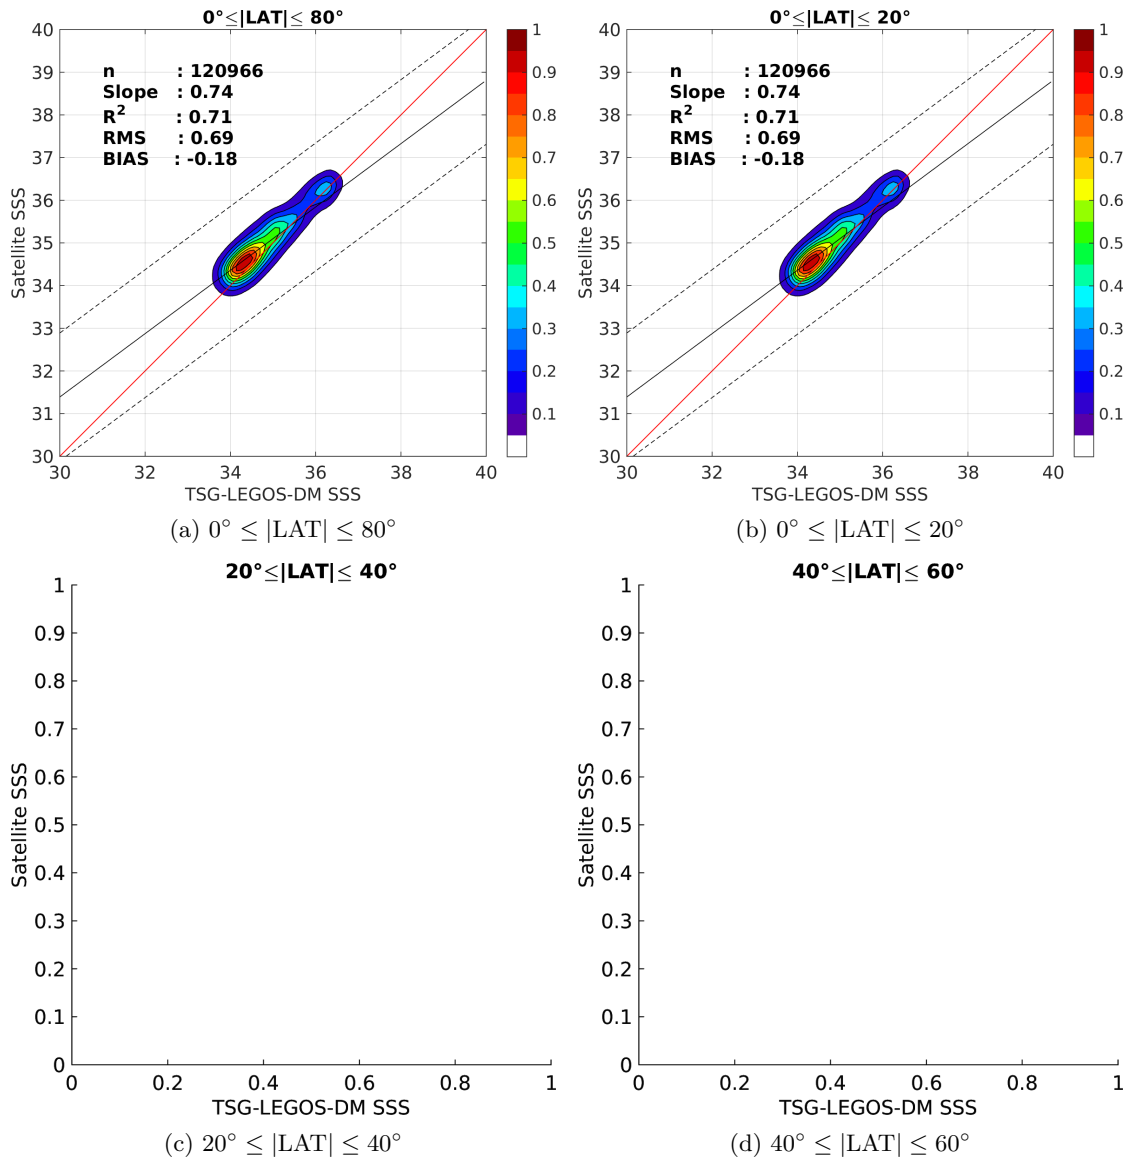 0°≤|LAT|≤ 80°
n : 120966
Slope : 0.74
R² : 0.71
RMS : 0.69
BIAS : -0.18
Satellite SSS
40
39
38
37
36
35
34
33
32
31
30
30 32 34 36 38 40
TSG-LEGOS-DM SSS
1
0.9
0.8
0.7
0.6
0.5
0.4
0.3
0.2
0.1
(a) 0° ≤ |LAT| ≤ 80°
0°≤|LAT|≤ 20°
n : 120966
Slope : 0.74
R² : 0.71
RMS : 0.69
BIAS : -0.18
Satellite SSS
40
39
38
37
36
35
34
33
32
31
30
30 32 34 36 38 40
TSG-LEGOS-DM SSS
1
0.9
0.8
0.7
0.6
0.5
0.4
0.3
0.2
0.1
(b) 0° ≤ |LAT| ≤ 20°
20°≤|LAT|≤ 40°
Satellite SSS
1
0.9
0.8
0.7
0.6
0.5
0.4
0.3
0.2
0.1
0
0 0.2 0.4 0.6 0.8 1
TSG-LEGOS-DM SSS
(c) 20° ≤ |LAT| ≤ 40°
40°≤|LAT|≤ 60°
Satellite SSS
1
0.9
0.8
0.7
0.6
0.5
0.4
0.3
0.2
0.1
0
0 0.2 0.4 0.6 0.8 1
TSG-LEGOS-DM SSS
(d) 40° ≤ |LAT| ≤ 60°